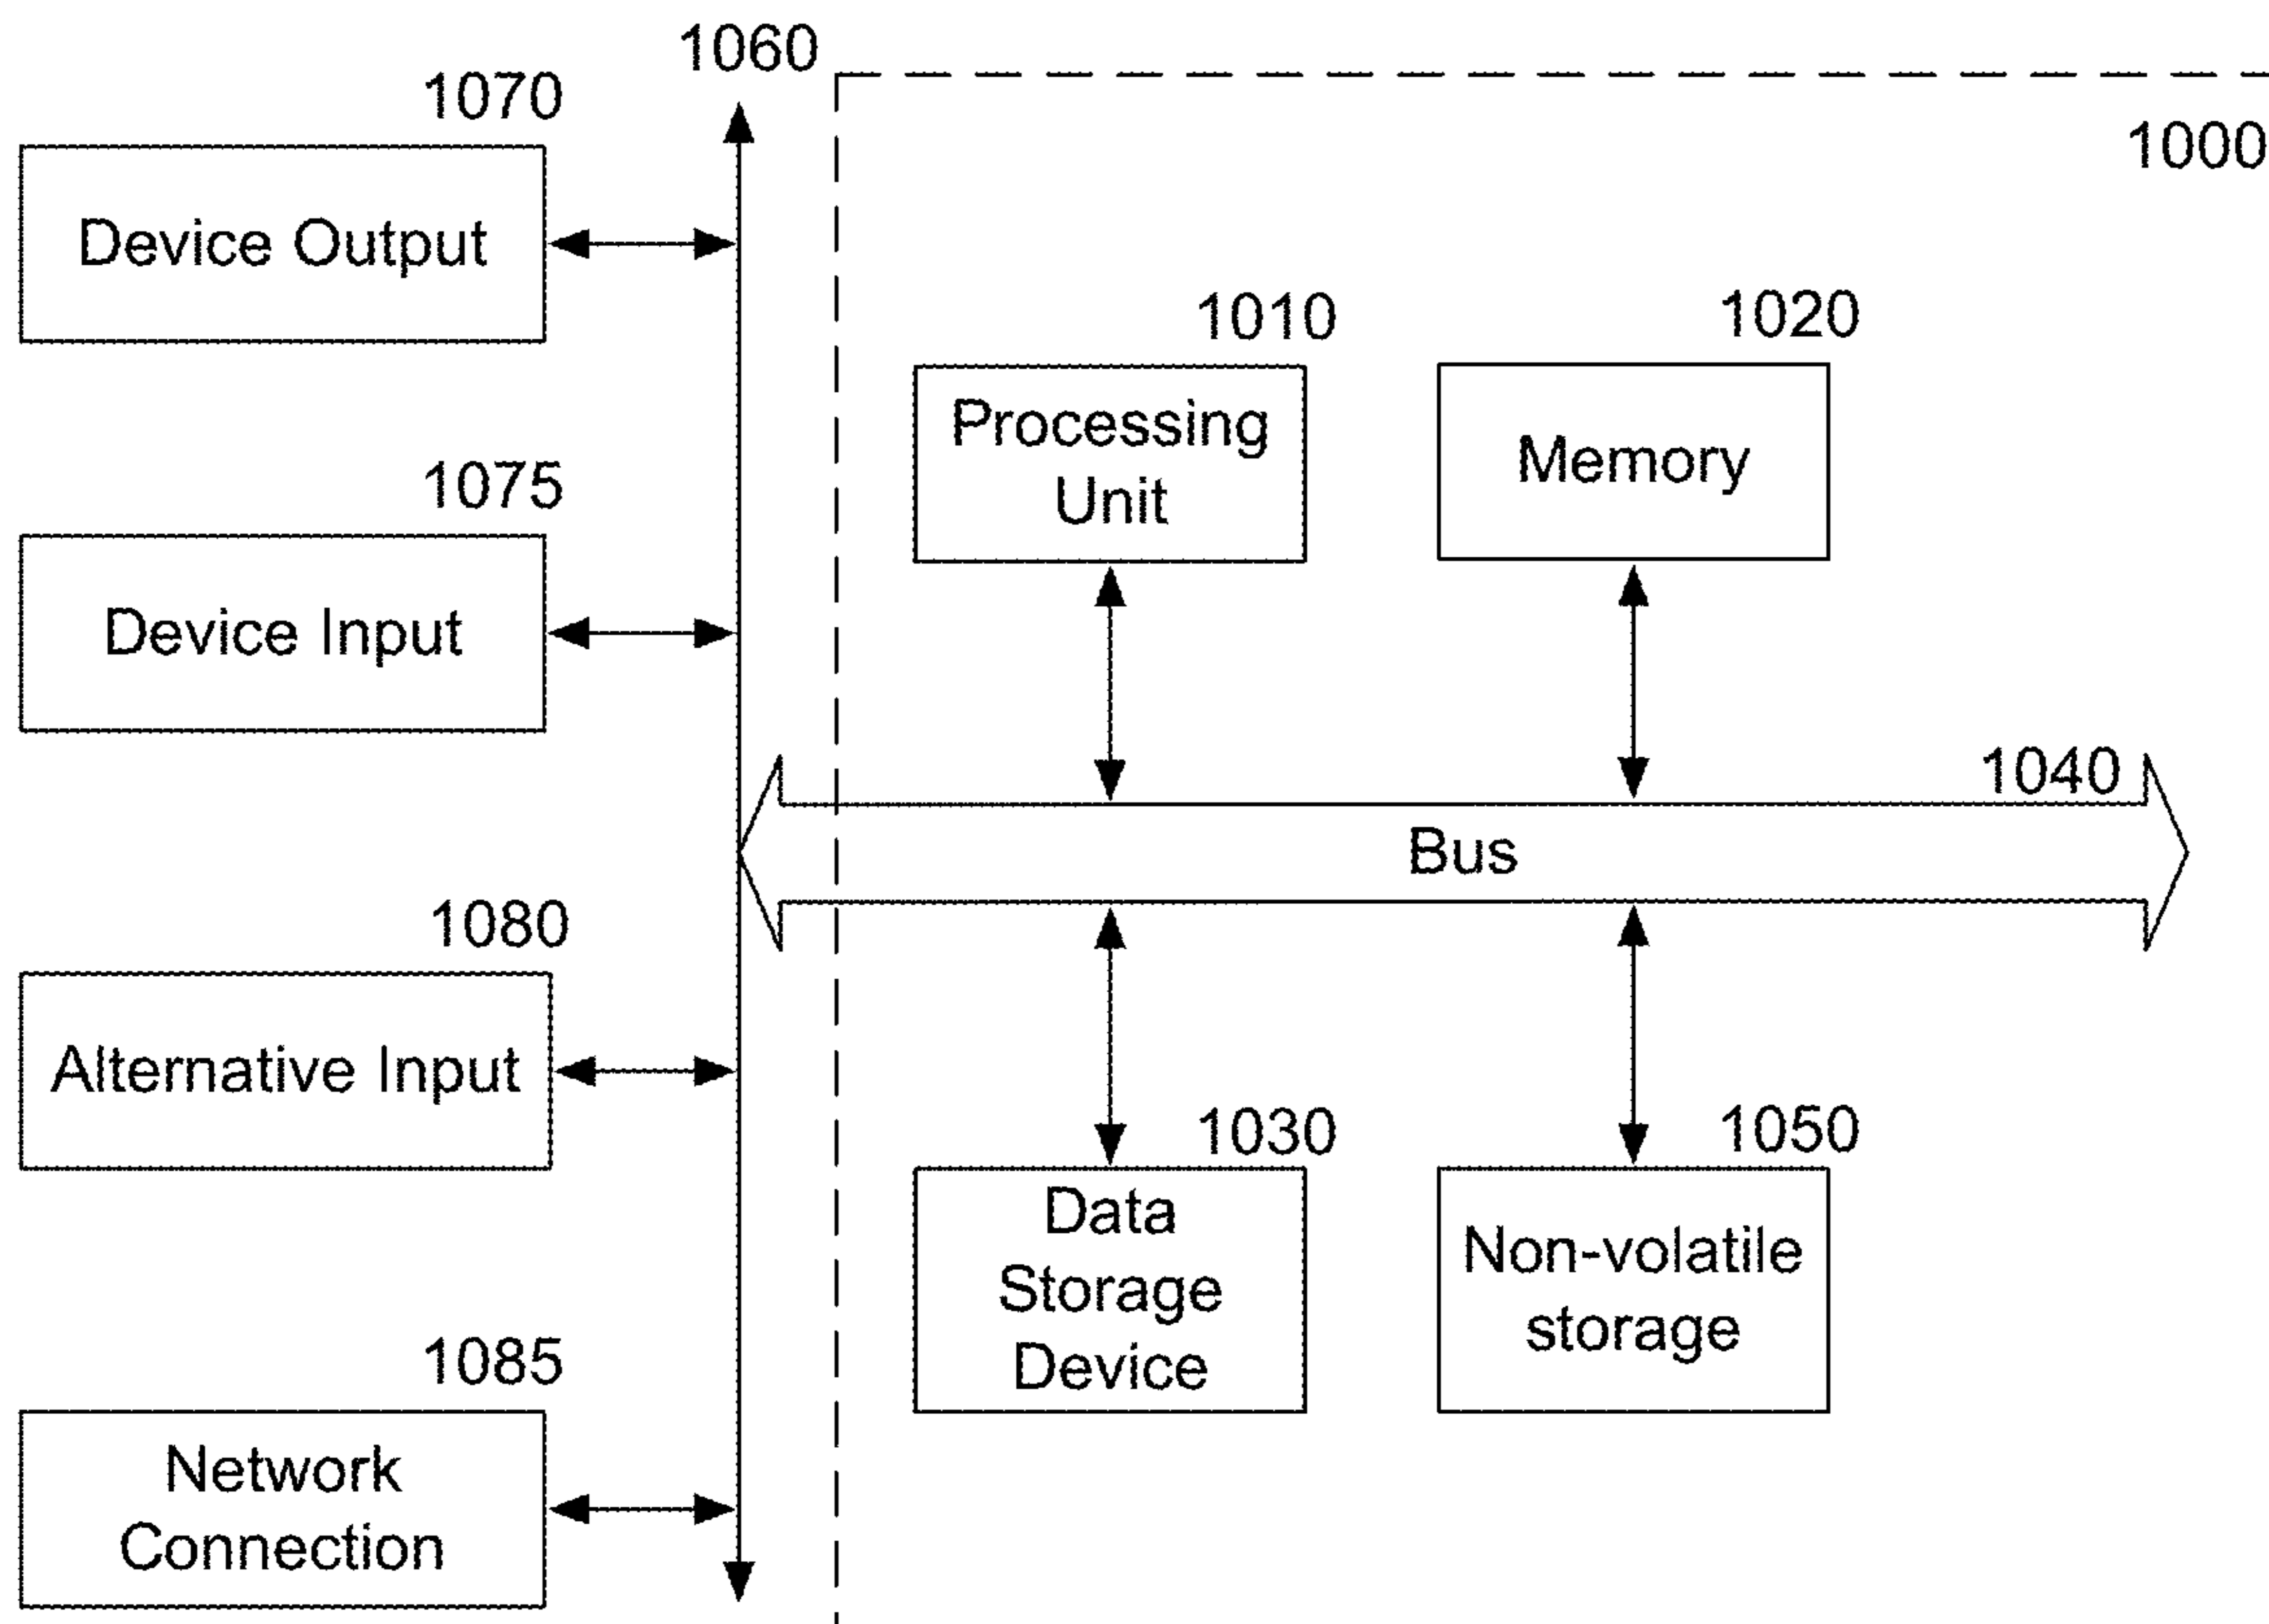 1060
1070
1000
Device Output
1010
1020
Processing
Unit
Memory
1075
Device Input
1040
Bus
1080
Alternative Input
1030
1050
Data
Storage
Device
Non-volatile
storage
1085
Network
Connection